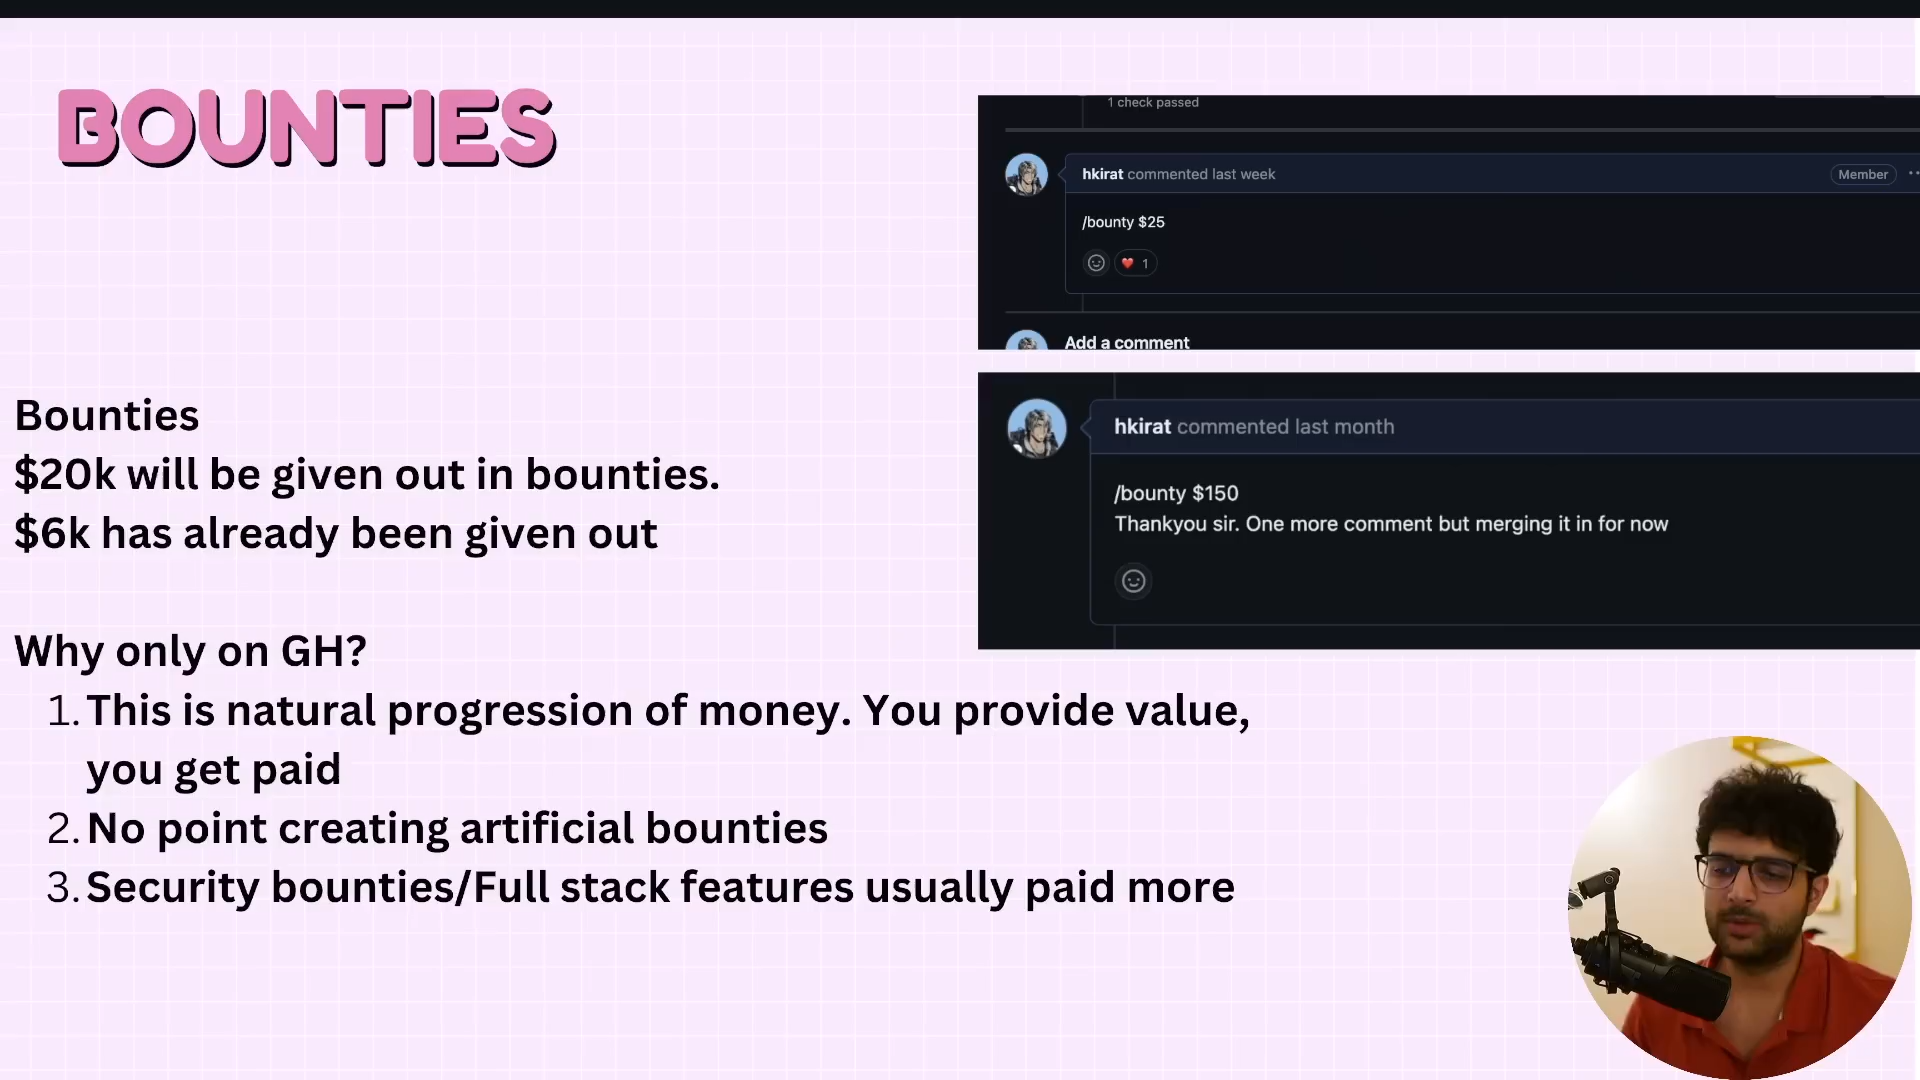 BOUNTIES
1 check passed
hkirat commented last week
Member
/bounty $25
1
Add a comment
hkirat commented last month
/bounty $150
Thankyou sir. One more comment but merging it in for now
Bounties
$20k will be given out in bounties.
$6k has already been given out
Why only on GH?
1. This is natural progression of money. You provide value,
you get paid
2. No point creating artificial bounties
3. Security bounties/Full stack features usually paid more